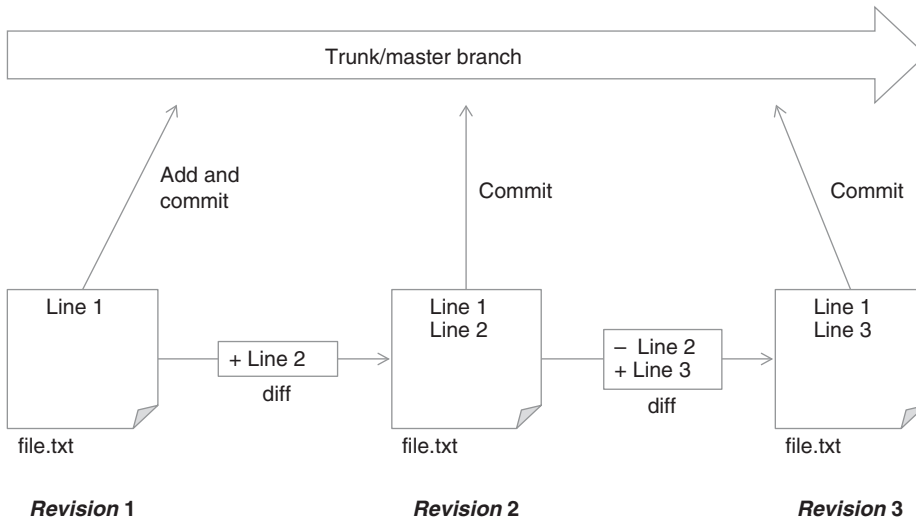 Trunk/master branch
Add and
commit
Commit
Commit
Line 1
+ Line 2
diff
Line 1
Line 2
– Line 2
+ Line 3
diff
Line 1
Line 3
file.txt
file.txt
file.txt
Revision 1
Revision 2
Revision 3